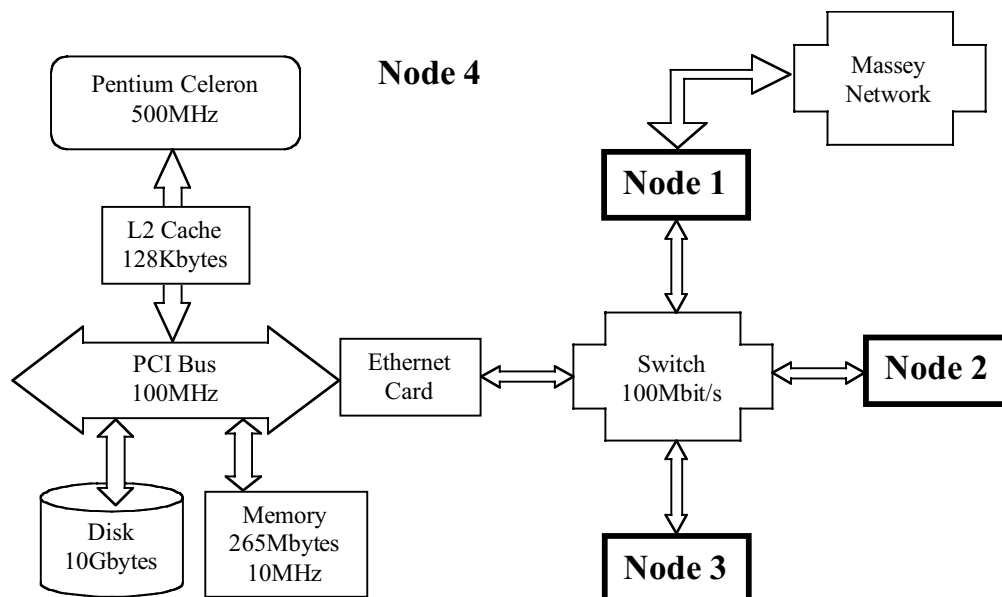 Pentium Celeron
500MHz
Node 4
Massey
Network
Node 1
L2 Cache
128Kbytes
PCI Bus
100MHz
Ethernet
Card
Switch
100Mbit/s
Node 2
Disk
10Gbytes
Memory
265Mbytes
10MHz
Node 3